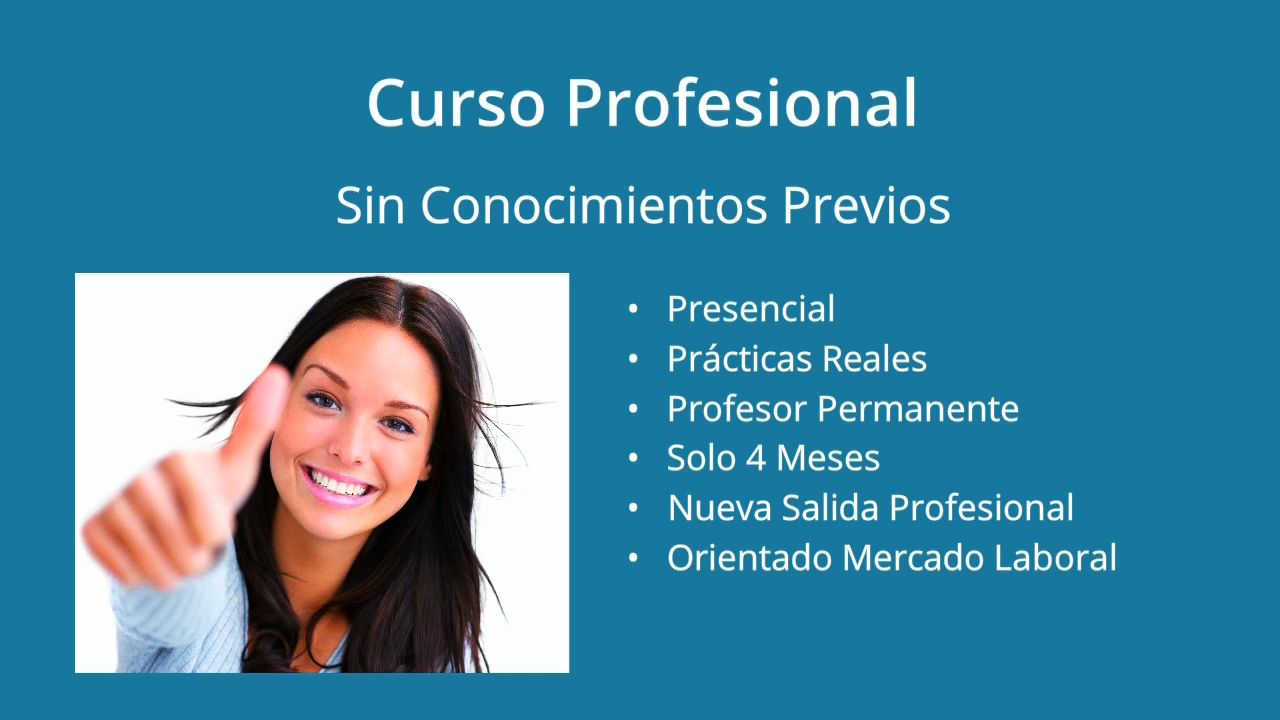 Curso Profesional
Sin Conocimientos Previos
• Presencial
• Prácticas Reales
• Profesor Permanente
• Solo 4 Meses
• Nueva Salida Profesional
• Orientado Mercado Laboral